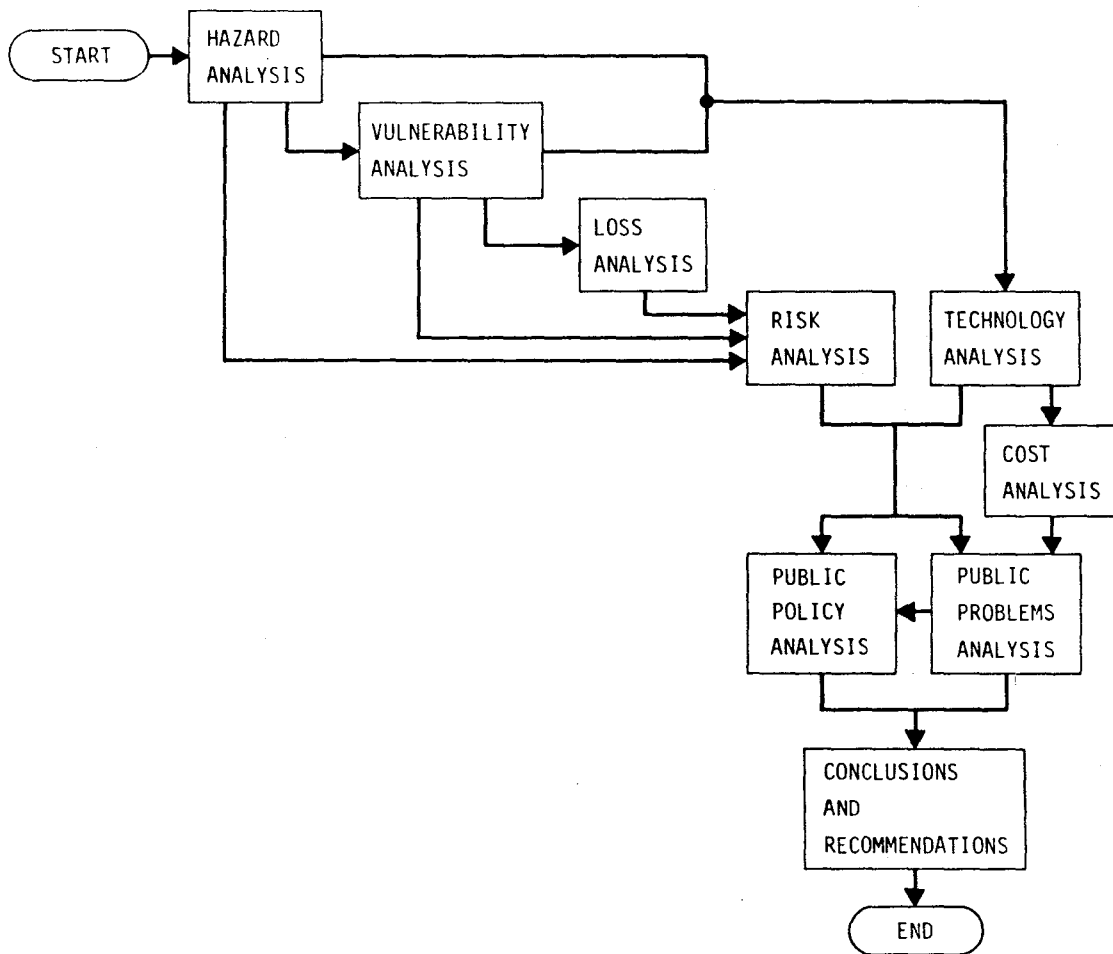 START
HAZARD
ANALYSIS
VULNERABILITY
ANALYSIS
LOSS
ANALYSIS
RISK
ANALYSIS
TECHNOLOGY
ANALYSIS
COST
ANALYSIS
PUBLIC
POLICY
ANALYSIS
PUBLIC
PROBLEMS
ANALYSIS
CONCLUSIONS
AND
RECOMMENDATIONS
END